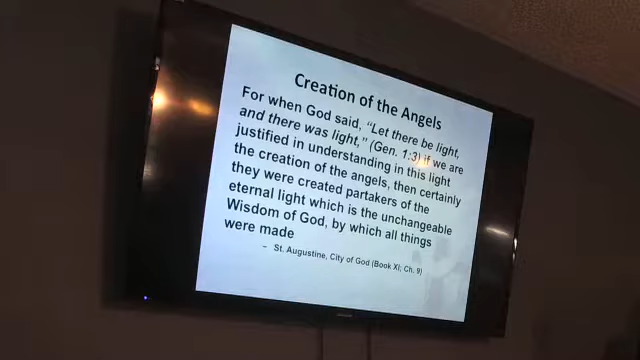 Creation of the Angels
For when God said, “Let there be light,
and there was light,” (Gen. 1:3) if we are
justified in understanding in this light
the creation of the angels, then certainly
they were created partakers of the
eternal light which is the unchangeable
Wisdom of God, by which all things
were made
– St. Augustine, City of God (Book XI; Ch. 9)